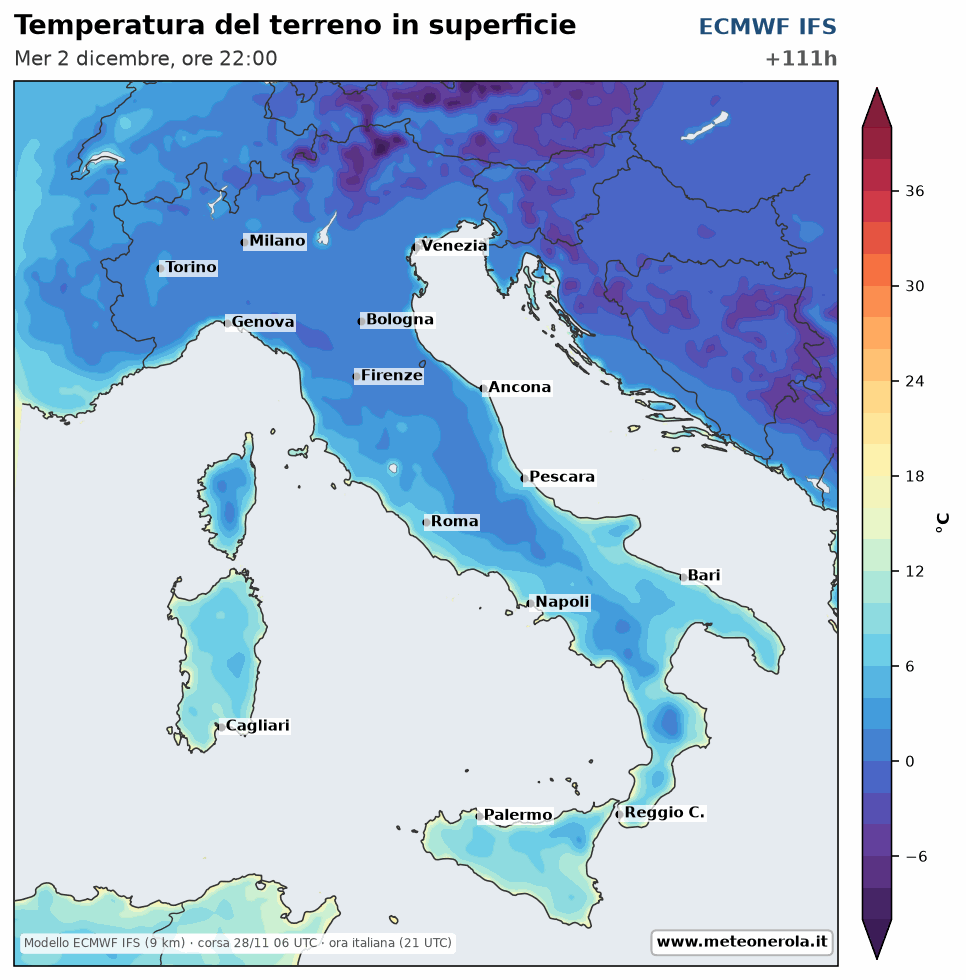 Temperatura del terreno in superficie
ECMWF IFS
Mer 2 dicembre, ore 22:00
+111h
Milano
Venezia
Torino
Genova
Bologna
Firenze
Ancona
Pescara
Roma
Bari
Napoli
Cagliari
Palermo
Reggio C.
36
30
24
18
12
6
0
−6
°C
Modello ECMWF IFS (9 km) · corsa 28/11 06 UTC · ora italiana (21 UTC)
www.meteonerola.it